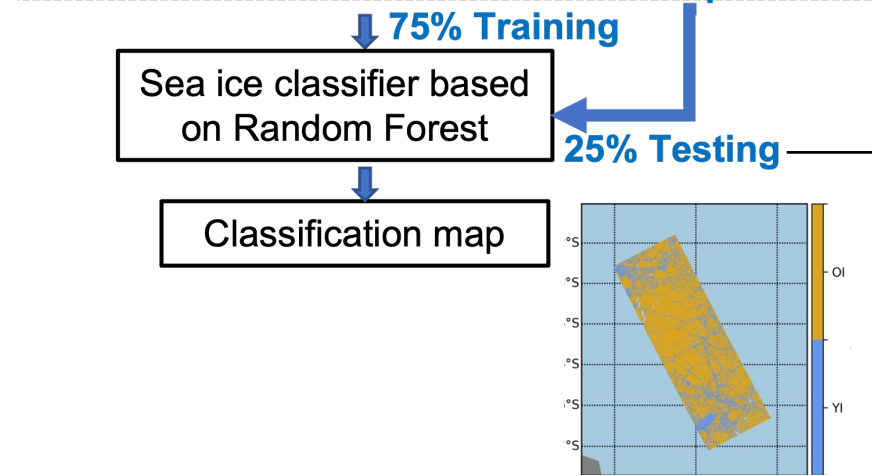 75% Training
Sea ice classifier based
on Random Forest
25% Testing
Classification map
°S
°S
°S
°S
°S
°S
OI
YI